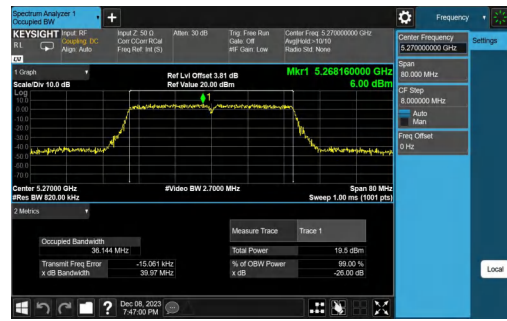 Spectrum Analyzer 1
Occupied BW
+
Frequency
KEYSIGHT
Input: RF
Input Z: 50 Ω
Atten: 30 dB
Trig: Free Run
Center Freq: 5.270000000 GHz
RL
Coupling: DC
Corr CCorr RCal
Gate: Off
Avg|Hold:>10/10
Align: Auto
Freq Ref: Int (S)
#IF Gain: Low
Radio Std: None
LXI
Center Frequency
5.270000000 GHz
Settings
Span
80.000 MHz
CF Step
8.000000 MHz
Auto
Man
Freq Offset
0 Hz
Local
1 Graph
Ref Lvl Offset 3.81 dB
Mkr1 5.268160000 GHz
Scale/Div 10.0 dB
Ref Value 20.00 dBm
6.00 dBm
Log
10.0
0.00
-10.0
-20.0
-30.0
-40.0
-50.0
-60.0
-70.0
1
Center 5.27000 GHz
#Video BW 2.7000 MHz
Span 80 MHz
#Res BW 820.00 kHz
Sweep 1.00 ms (1001 pts)
2 Metrics
Measure Trace
Trace 1
Occupied Bandwidth
36.144 MHz
Total Power
19.5 dBm
Transmit Freq Error
-15.061 kHz
% of OBW Power
99.00 %
x dB Bandwidth
39.97 MHz
x dB
-26.00 dB
?
Dec 08, 2023
7:47:00 PM